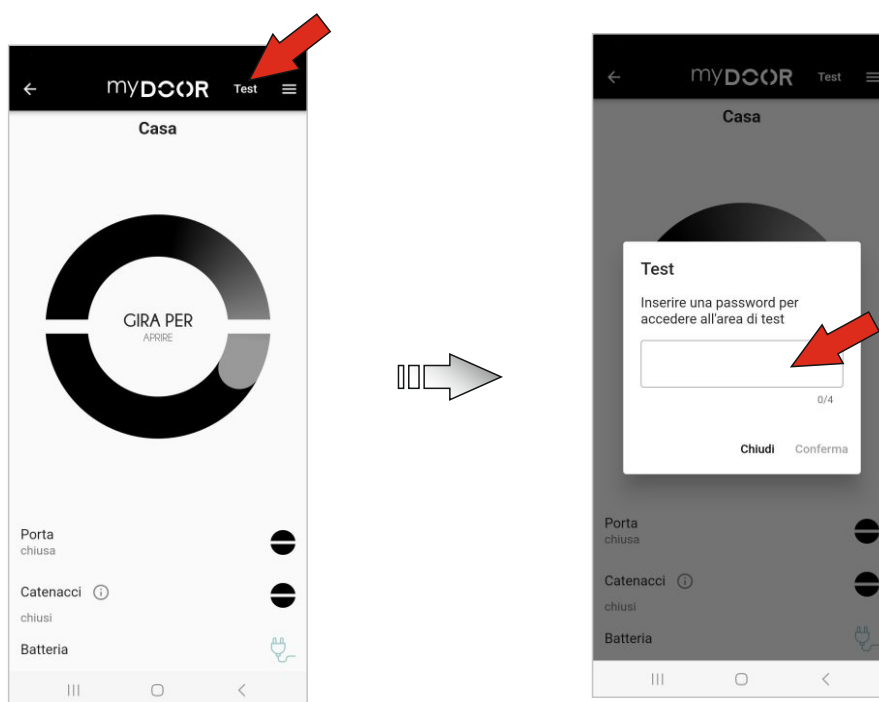 myDOOR Test
Casa
GIRA PER
APRIRE
Porta
chiusa
Catenacci
chiusi
Batteria
myDOOR Test
Casa
Test
Inserire una password per
accedere all'area di test
0/4
Chiudi Conferma
Porta
chiusa
Catenacci
chiusi
Batteria